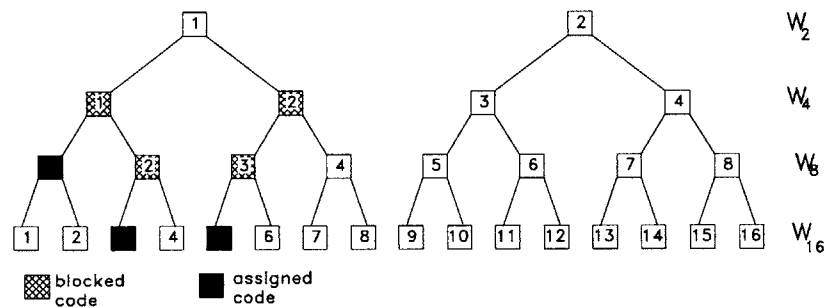 1 2 W₂
1 2 3 4 W₄
2 3 4 5 6 7 8 W₈
1 2 4 6 7 8 9 10 11 12 13 14 15 16 W₁₆
blocked code
assigned code